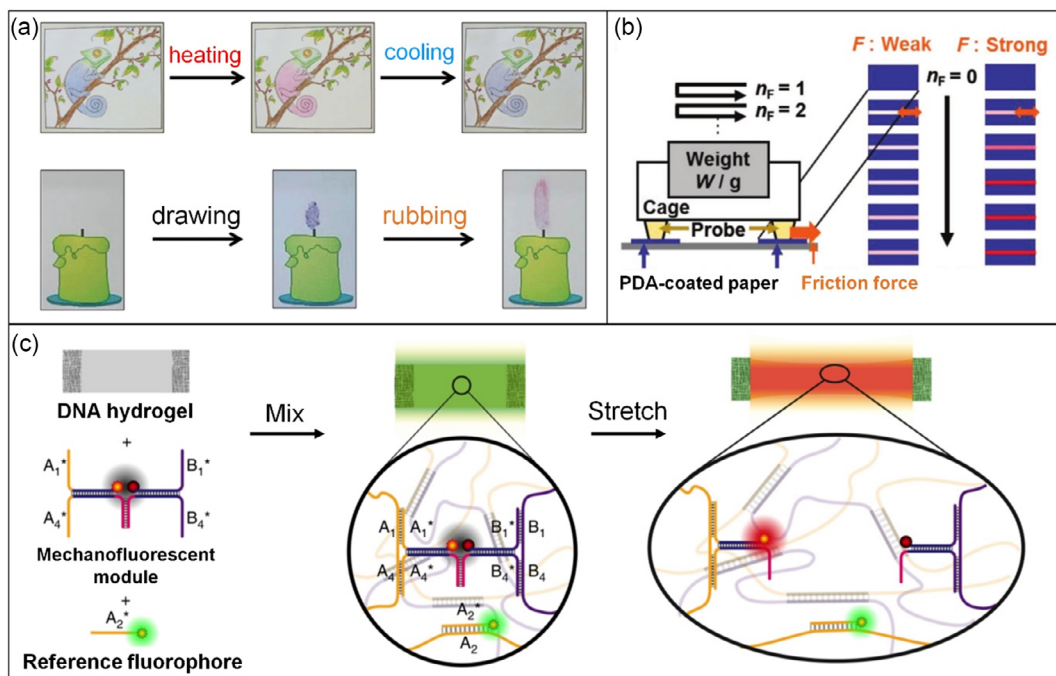 (a)
heating
cooling
drawing
rubbing
(b)
F : Weak
F : Strong
n_F = 0
n_F = 1
n_F = 2
Weight
W / g
Cage
Probe
PDA-coated paper
Friction force
(c)
DNA hydrogel
+
A₁*
B₁*
A₄*
B₄*
Mechanofluorescent
module
+
A₂*
Reference fluorophore
Mix
A₁
A₁*
B₁*
B₁
A₄
A₄*
B₄*
B₄
A₂*
A₂
Stretch